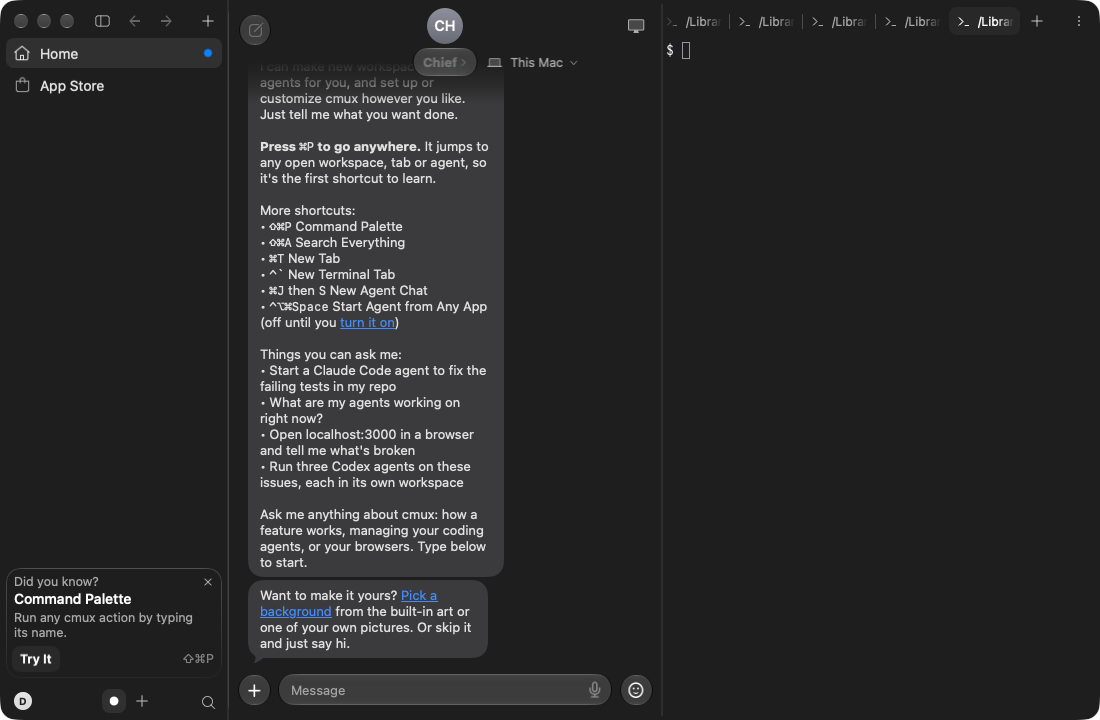 Home
App Store
Did you know?
Command Palette
Run any cmux action by typing
its name.
Try It
⇧⌘P
D
CH
Chief
This Mac
I can make new workspac
agents for you, and set up or
customize cmux however you like.
Just tell me what you want done.
Press ⌘P to go anywhere. It jumps to
any open workspace, tab or agent, so
it's the first shortcut to learn.
More shortcuts:
• ⇧⌘P Command Palette
• ⇧⌘A Search Everything
• ⌘T New Tab
• ^` New Terminal Tab
• ⌘J then S New Agent Chat
• ^⌥⌘Space Start Agent from Any App
(off until you turn it on)
Things you can ask me:
• Start a Claude Code agent to fix the
failing tests in my repo
• What are my agents working on
right now?
• Open localhost:3000 in a browser
and tell me what's broken
• Run three Codex agents on these
issues, each in its own workspace
Ask me anything about cmux: how a
feature works, managing your coding
agents, or your browsers. Type below
to start.
Want to make it yours? Pick a
background from the built-in art or
one of your own pictures. Or skip it
and just say hi.
Message
/Librar
/Librar
/Librar
/Librar
/Librar
$